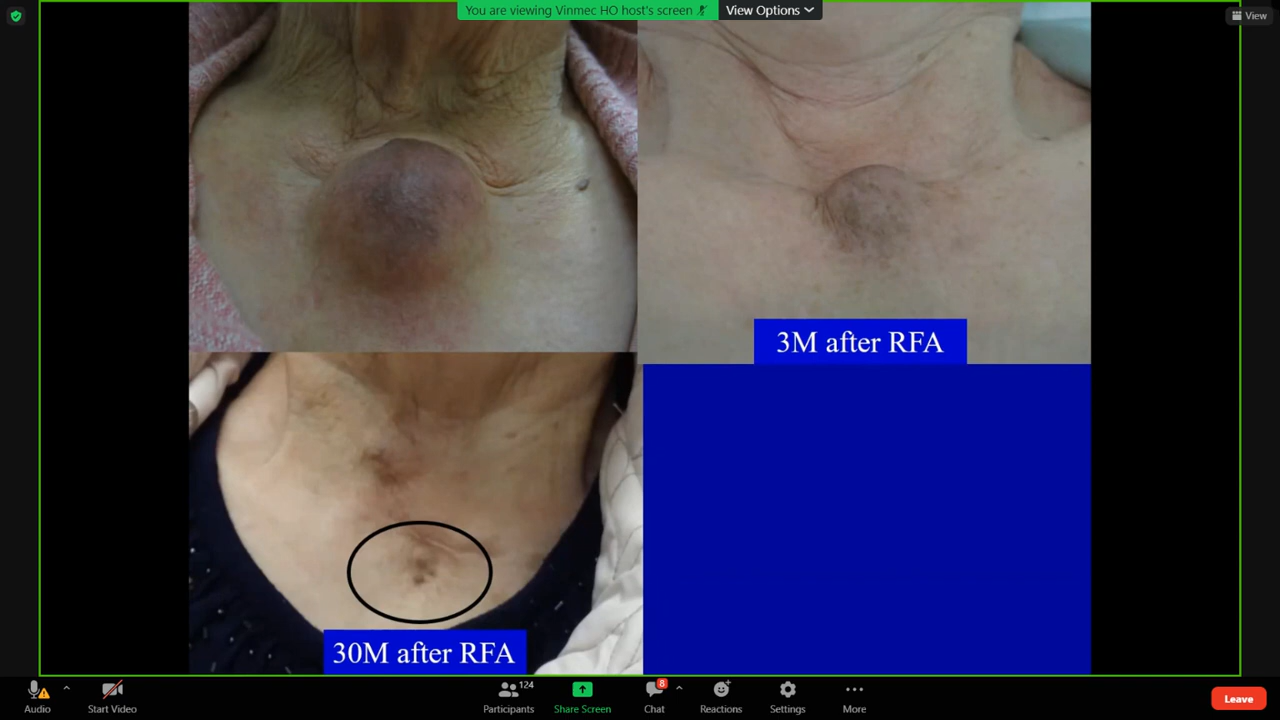 You are viewing Vinmec HO host's screen
View Options
View
3M after RFA
30M after RFA
Audio
Start Video
124
Participants
Share Screen
8
Chat
Reactions
Settings
More
Leave